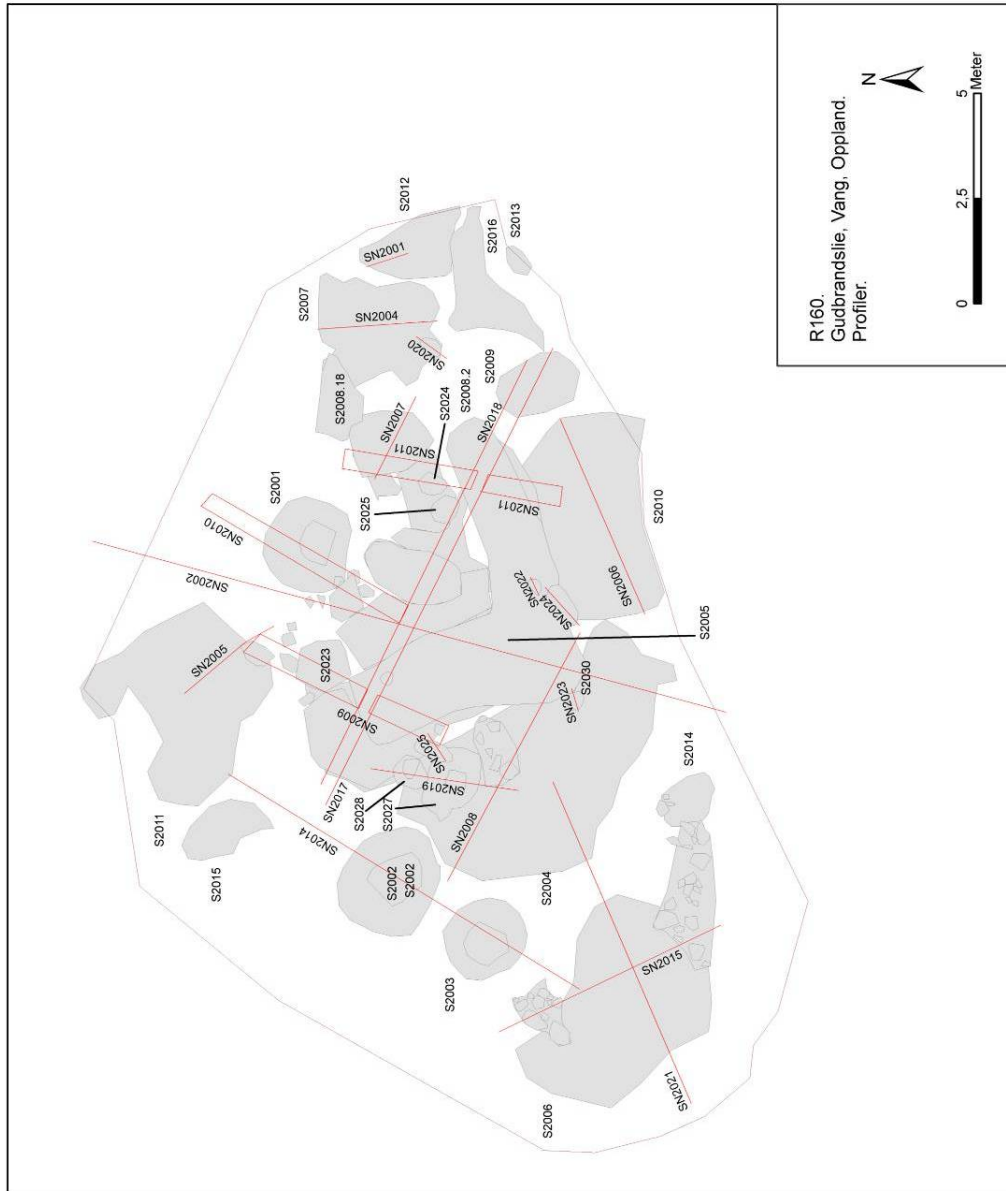 S2011
S2015
SN2005
SN2002
SN2010
S2001
S2007
S2012
SN2001
SN2004
S2008.18
SN2020
SN2007
SN2011
S2024
S2008.2
S2009
S2016
S2013
S2025
S2023
SN2009
SN2017
SN2014
S2028
S2027
SN2025
SN2019
SN2018
SN2011
S2002
S2002
S2003
SN2008
S2004
SN2022
SN2024
SN2023
S2030
SN2006
S2010
S2005
S2006
SN2021
SN2015
S2014
R160.
Gudbrandslie, Vang, Oppland.
Profiler.
N
0 2,5 5
Meter